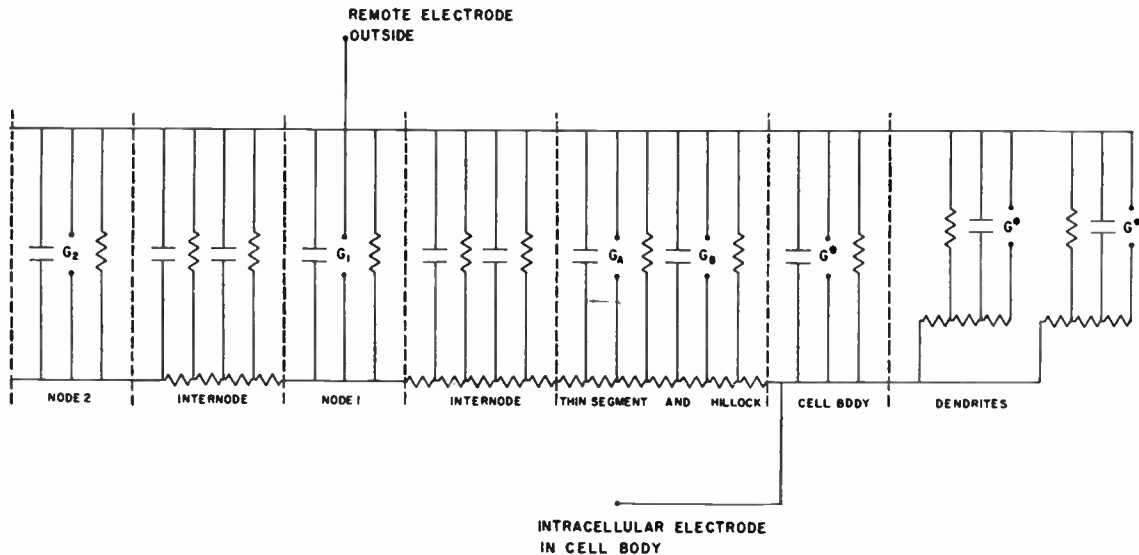 REMOTE ELECTRODE
OUTSIDE
G2
G1
GA
GB
G*
G*
G*
NODE 2
INTERNODE
NODE 1
INTERNODE
THIN SEGMENT AND HILLOCK
CELL BODY
DENDRITES
INTRACELLULAR ELECTRODE
IN CELL BODY